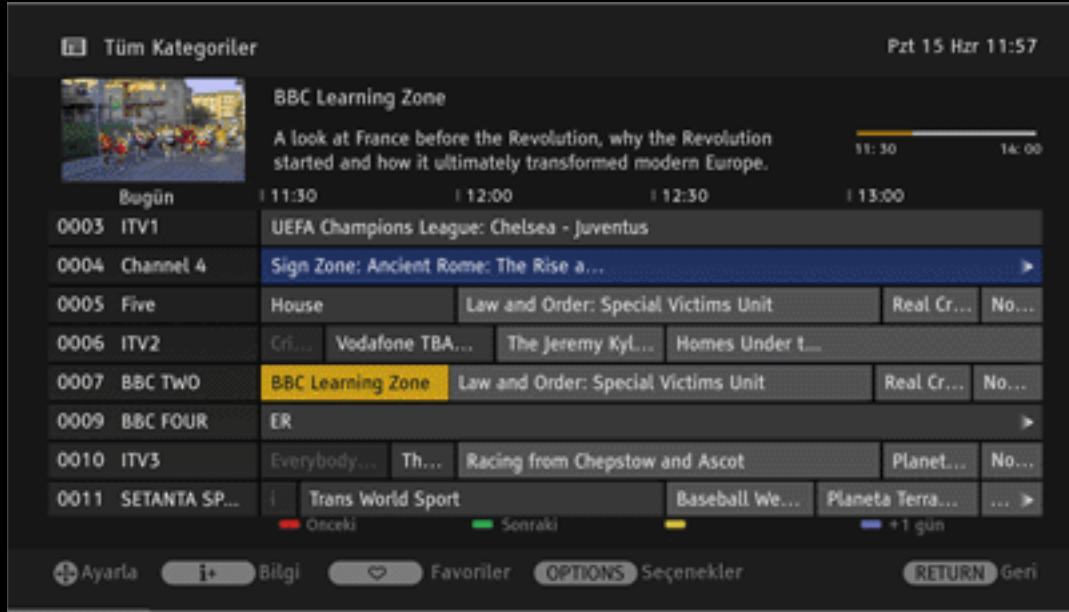 Tüm Kategoriler Pzt 15 Hzr 11:57
BBC Learning Zone
A look at France before the Revolution, why the Revolution
started and how it ultimately transformed modern Europe.
11:30 14:00
Bugün 11:30 12:00 12:30 13:00
0003 ITV1 UEFA Champions League: Chelsea - Juventus
0004 Channel 4 Sign Zone: Ancient Rome: The Rise a...
0005 Five House Law and Order: Special Victims Unit Real Cr... No...
0006 ITV2 Cri... Vodafone TBA... The Jeremy Kyl... Homes Under t...
0007 BBC TWO BBC Learning Zone Law and Order: Special Victims Unit Real Cr... No...
0009 BBC FOUR ER
0010 ITV3 Everybody... Th... Racing from Chepstow and Ascot Planet... No...
0011 SETANTA SP... i Trans World Sport Baseball We... Planeta Terra... ...
Önceki Sonraki +1 gün
Ayarla i+ Bilgi Favoriler OPTIONS Seçenekler RETURN Geri